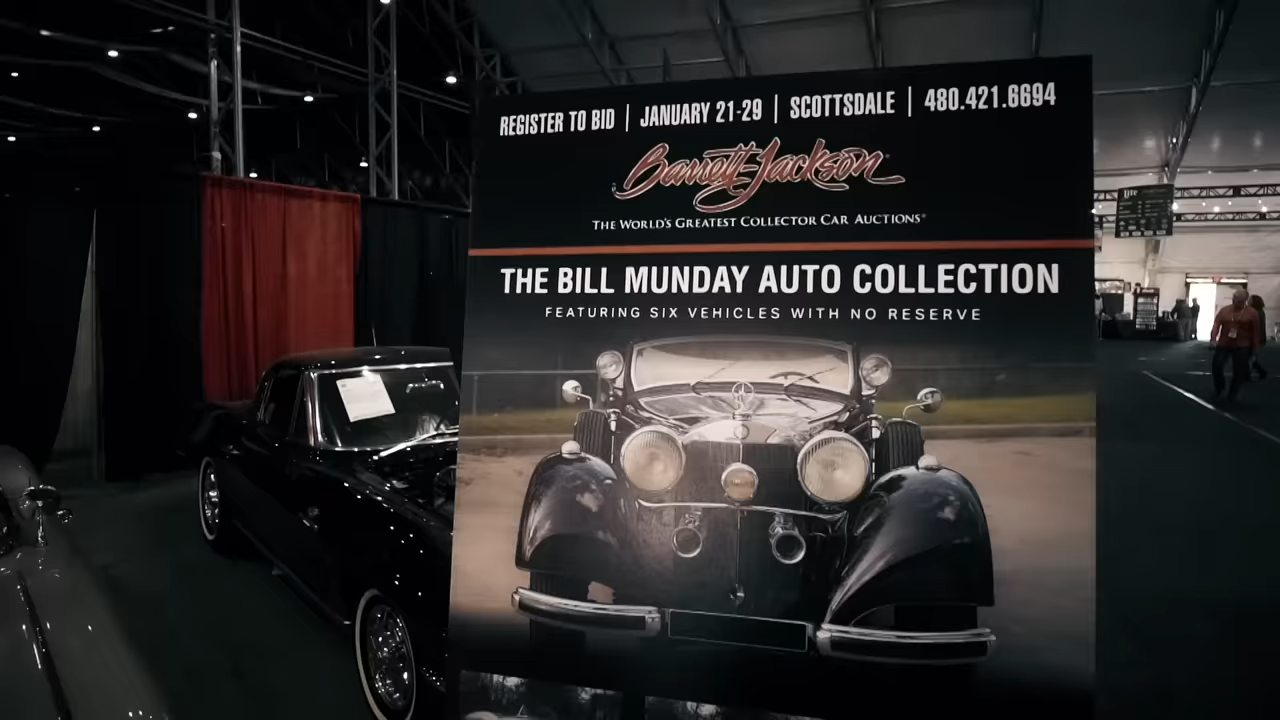 REGISTER TO BID | JANUARY 21-29 | SCOTTSDALE | 480.421.6694
Barrett-Jackson
THE WORLD'S GREATEST COLLECTOR CAR AUCTIONS®
THE BILL MUNDAY AUTO COLLECTION
FEATURING SIX VEHICLES WITH NO RESERVE